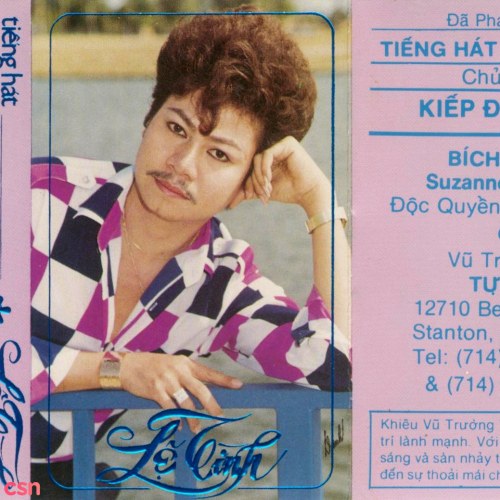 tiếng hát
Lệ Tình
Đã Phá
TIẾNG HÁT
Chủ
KIẾP Đ
BÍCH
Suzanne
Độc Quyền
Vũ Tr
TỰ
12710 Be
Stanton,
Tel: (714)
& (714)
Khiêu Vũ Trường
trí lành mạnh. Với
sáng và sàn nhảy t
đến sự thoải mái c
csn